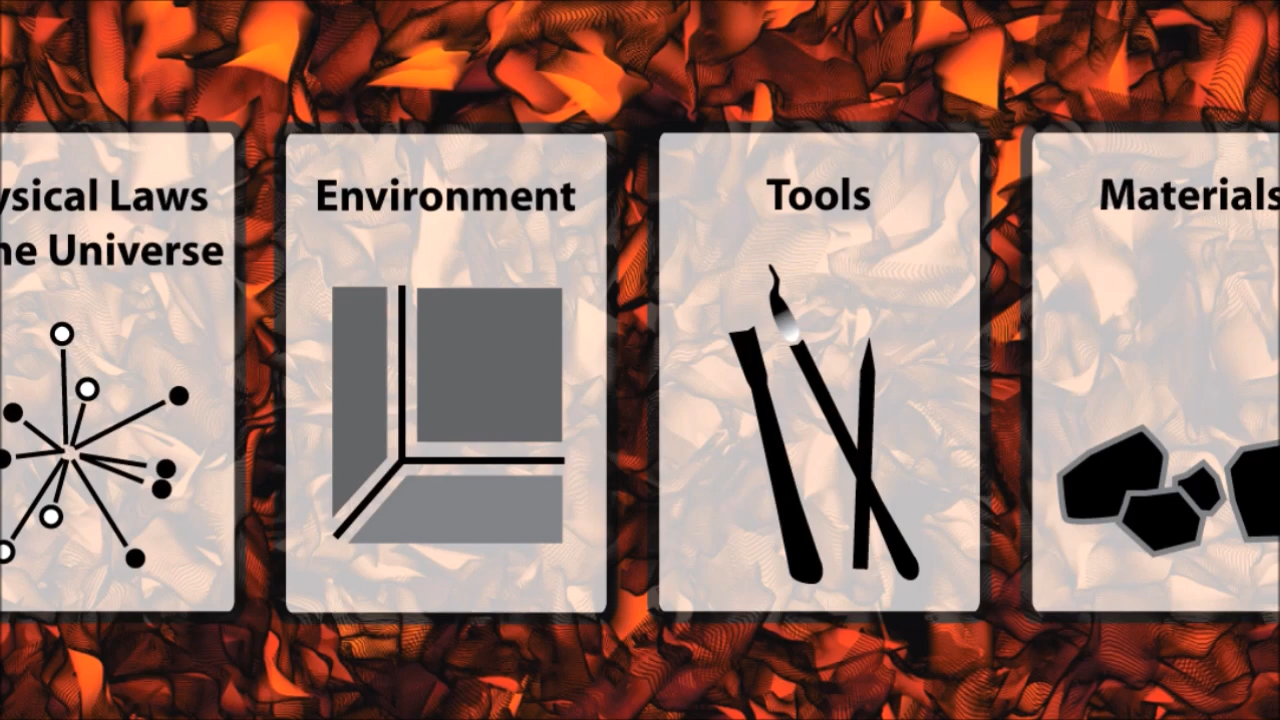 ysical Laws
he Universe
Environment
Tools
Materials